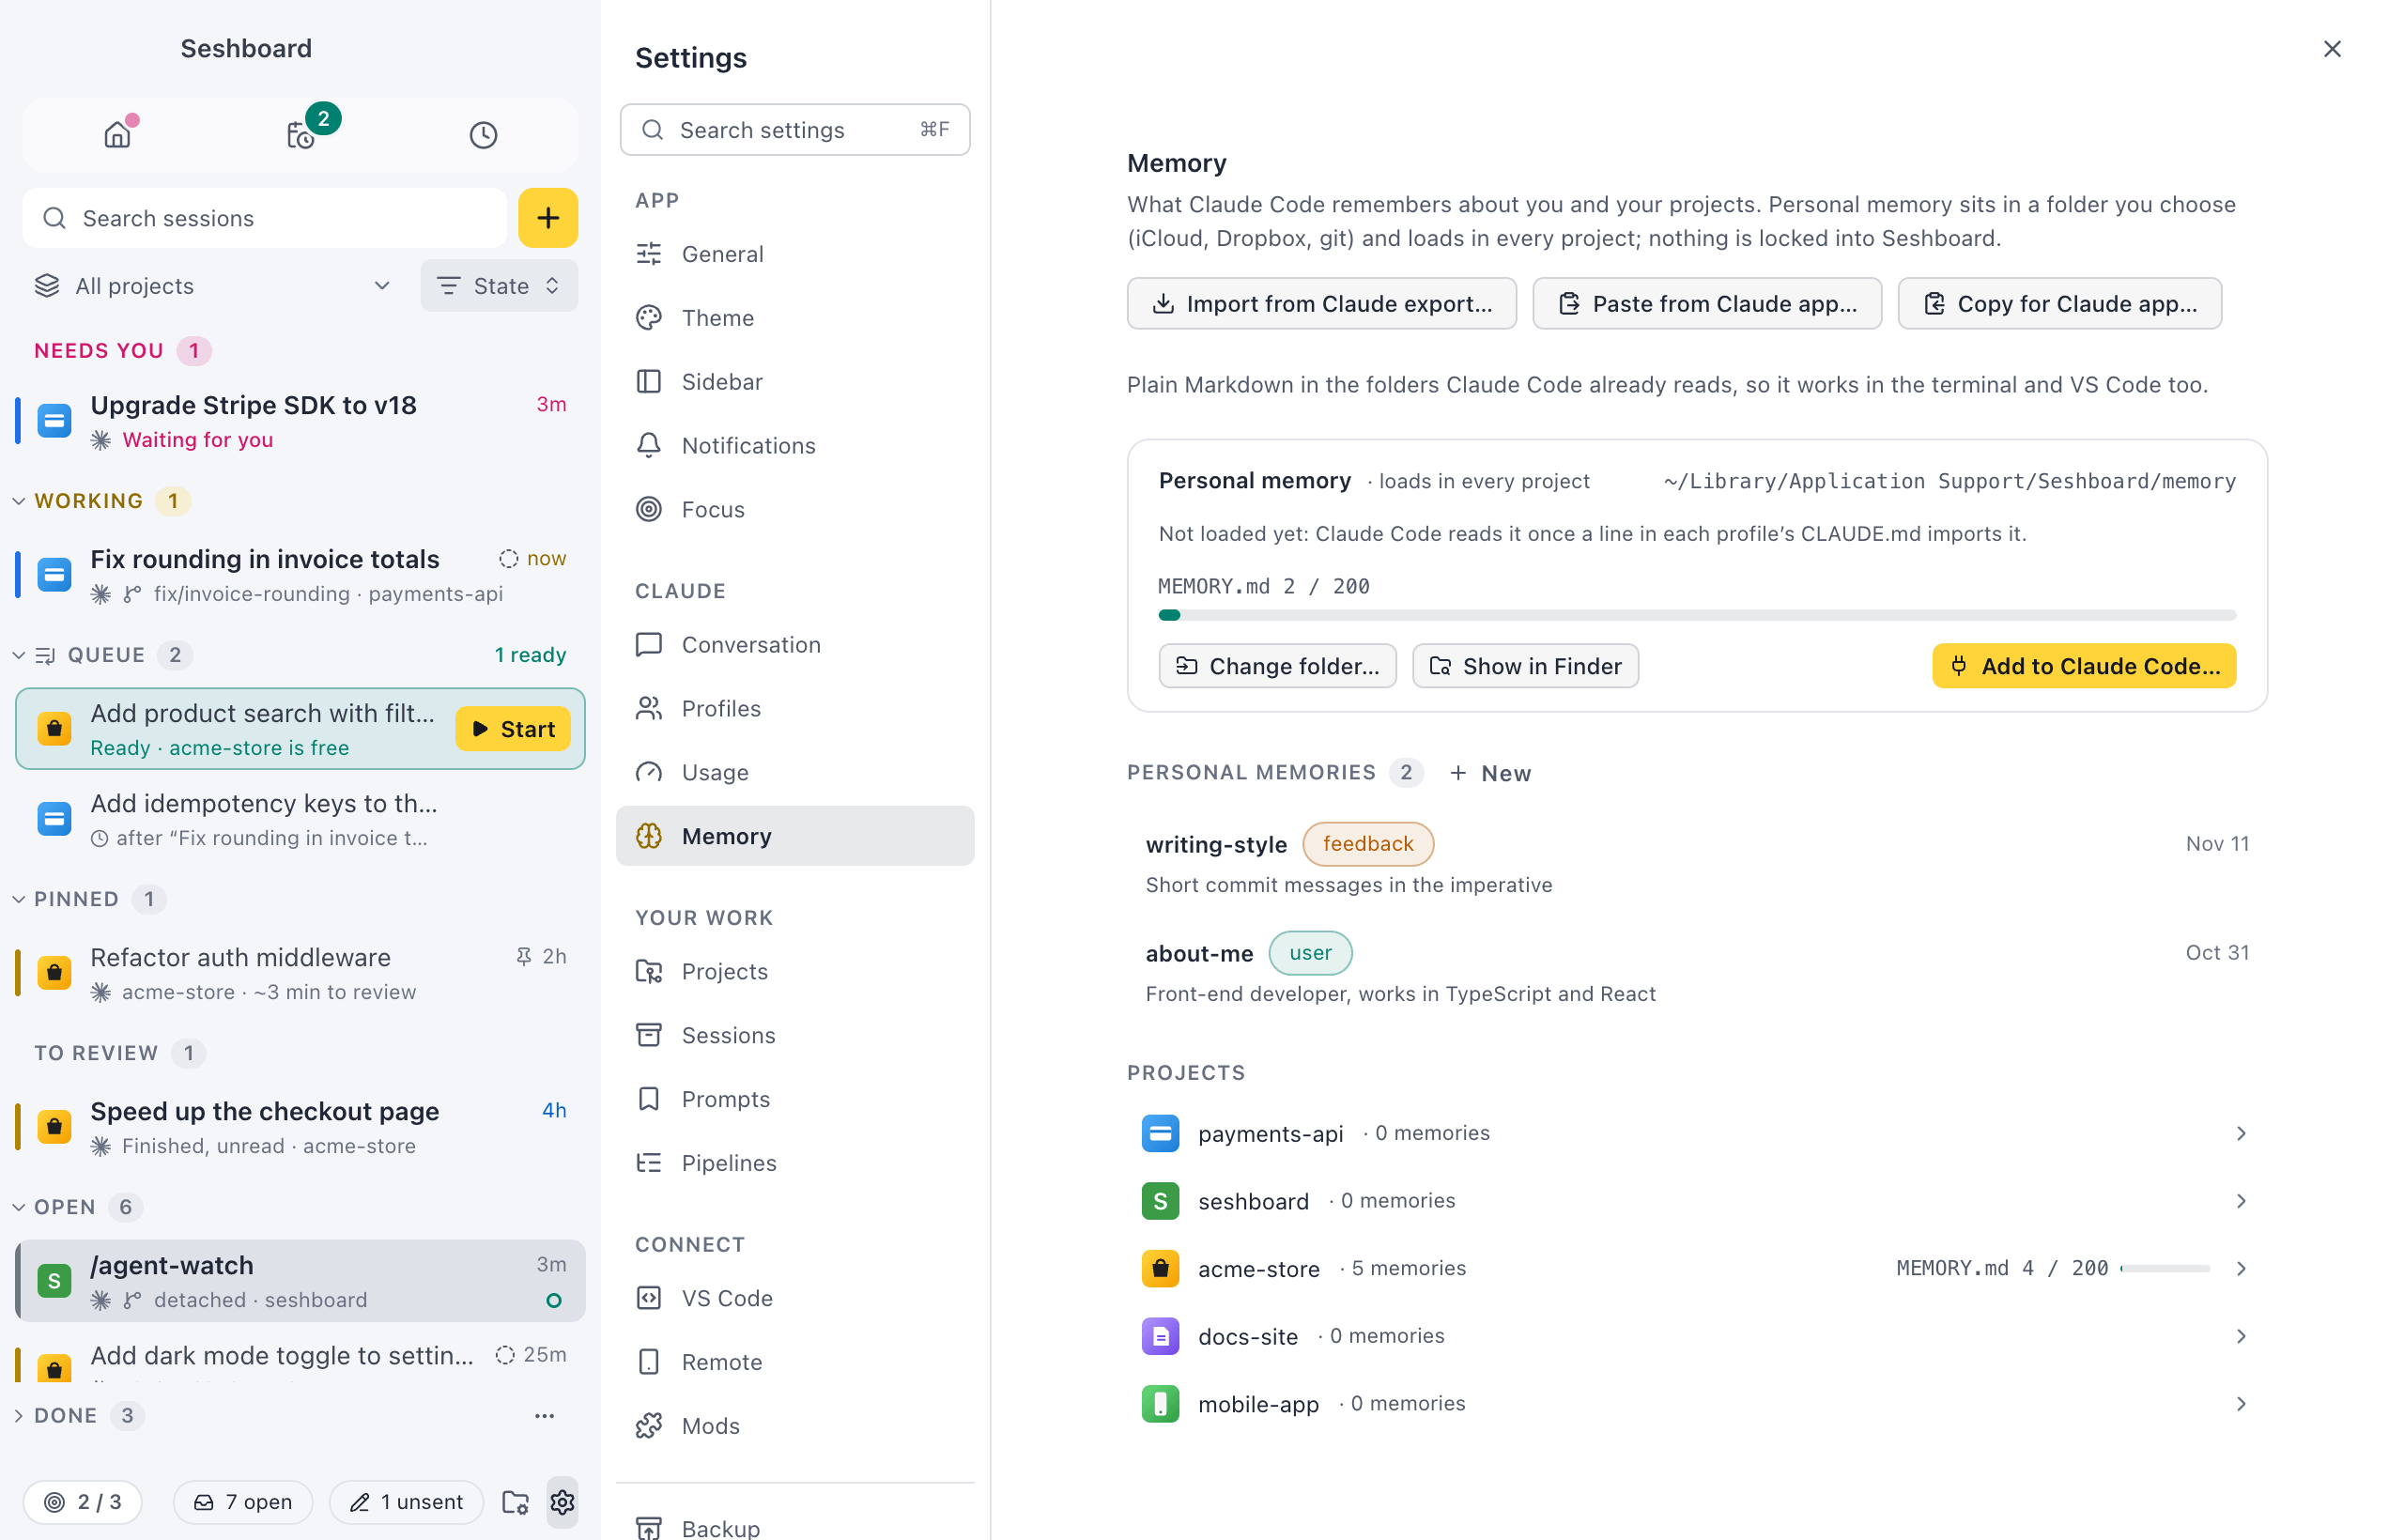 Seshboard
2
Search sessions
All projects
State
NEEDS YOU 1
Upgrade Stripe SDK to v18 3m
Waiting for you
WORKING 1
Fix rounding in invoice totals now
fix/invoice-rounding · payments-api
QUEUE 2 1 ready
Add product search with filt...
Ready · acme-store is free
Start
Add idempotency keys to th...
after “Fix rounding in invoice t...
PINNED 1
Refactor auth middleware 2h
acme-store · ~3 min to review
TO REVIEW 1
Speed up the checkout page 4h
Finished, unread · acme-store
OPEN 6
S
/agent-watch 3m
detached · seshboard
Add dark mode toggle to settin... 25m
DONE 3
2 / 3
7 open
1 unsent
Settings
Search settings ⌘F
APP
General
Theme
Sidebar
Notifications
Focus
CLAUDE
Conversation
Profiles
Usage
Memory
YOUR WORK
Projects
Sessions
Prompts
Pipelines
CONNECT
VS Code
Remote
Mods
Backup
Memory
What Claude Code remembers about you and your projects. Personal memory sits in a folder you choose
(iCloud, Dropbox, git) and loads in every project; nothing is locked into Seshboard.
Import from Claude export...
Paste from Claude app...
Copy for Claude app...
Plain Markdown in the folders Claude Code already reads, so it works in the terminal and VS Code too.
Personal memory · loads in every project ~/Library/Application Support/Seshboard/memory
Not loaded yet: Claude Code reads it once a line in each profile’s CLAUDE.md imports it.
MEMORY.md 2 / 200
Change folder...
Show in Finder
Add to Claude Code...
PERSONAL MEMORIES 2 + New
writing-style feedback Nov 11
Short commit messages in the imperative
about-me user Oct 31
Front-end developer, works in TypeScript and React
PROJECTS
payments-api · 0 memories
S seshboard · 0 memories
acme-store · 5 memories MEMORY.md 4 / 200
docs-site · 0 memories
mobile-app · 0 memories